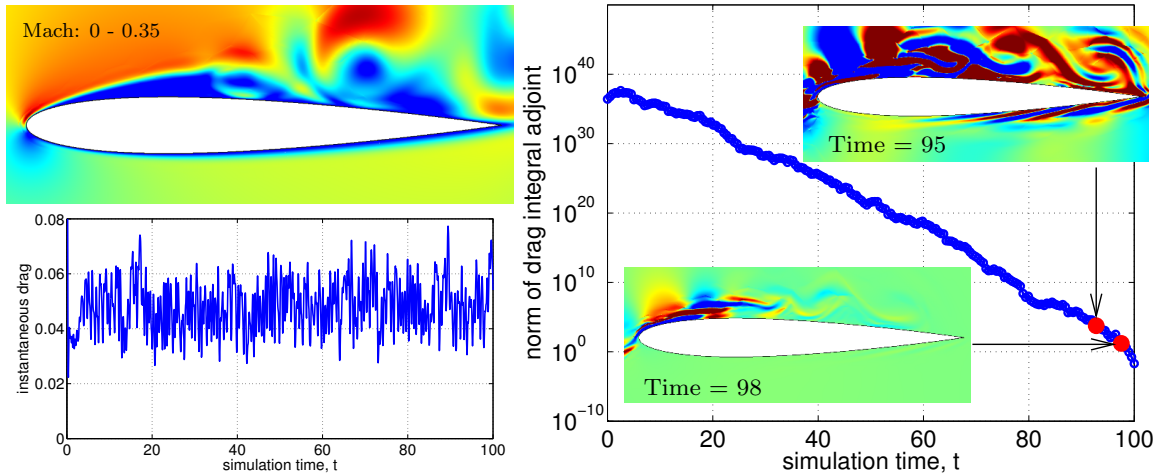 Mach: 0 - 0.35
instantaneous drag
0.08
0.06
0.04
0.02
0
0 20 40 60 80 100
simulation time, t
norm of drag integral adjoint
10^40
10^30
10^20
10^10
10^0
10^-10
0 20 40 60 80 100
simulation time, t
Time = 95
Time = 98